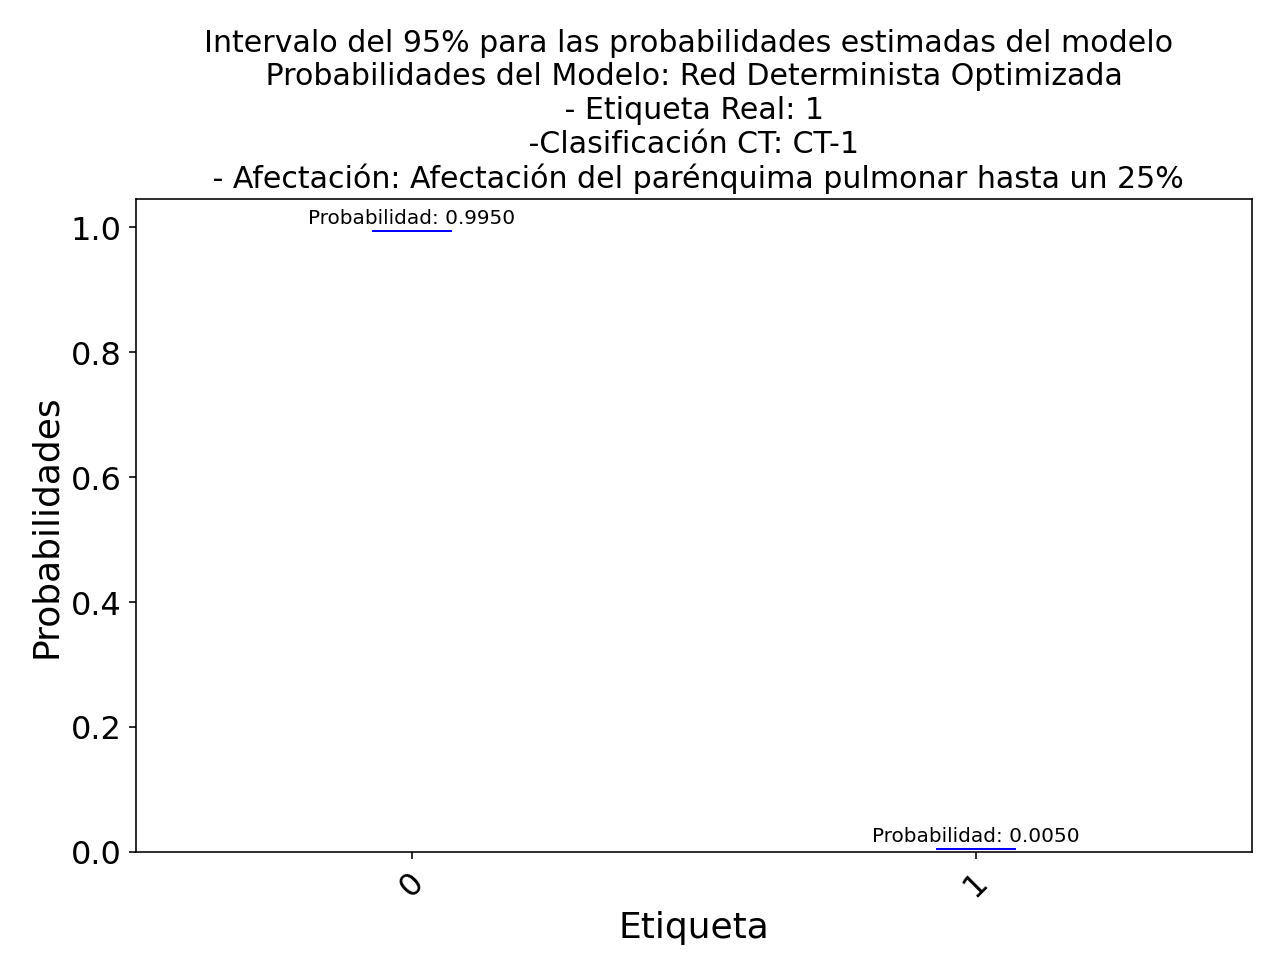 Intervalo del 95% para las probabilidades estimadas del modelo
Probabilidades del Modelo: Red Determinista Optimizada
- Etiqueta Real: 1
-Clasificación CT: CT-1
- Afectación: Afectación del parénquima pulmonar hasta un 25%
Probabilidad: 0.9950
1.0
0.8
0.6
0.4
0.2
0.0
Probabilidades
Probabilidad: 0.0050
0
1
Etiqueta